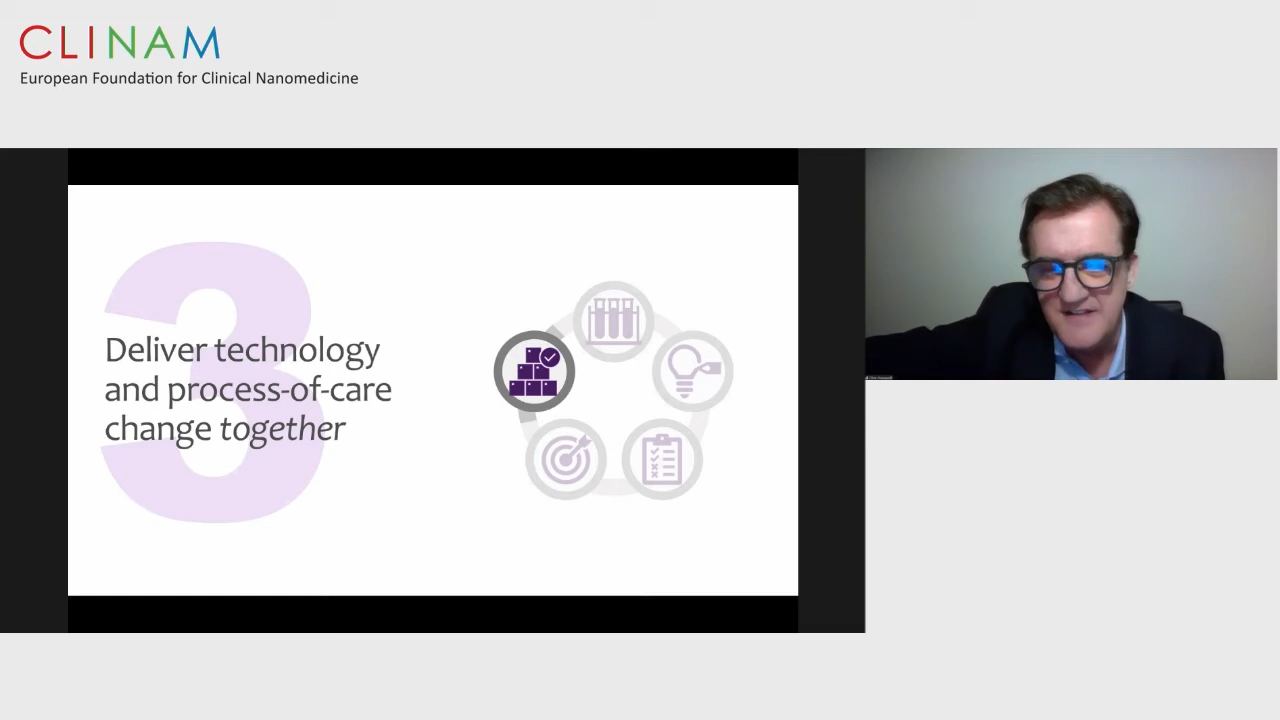 CLINAM
European Foundation for Clinical Nanomedicine
3
Deliver technology
and process-of-care
change together